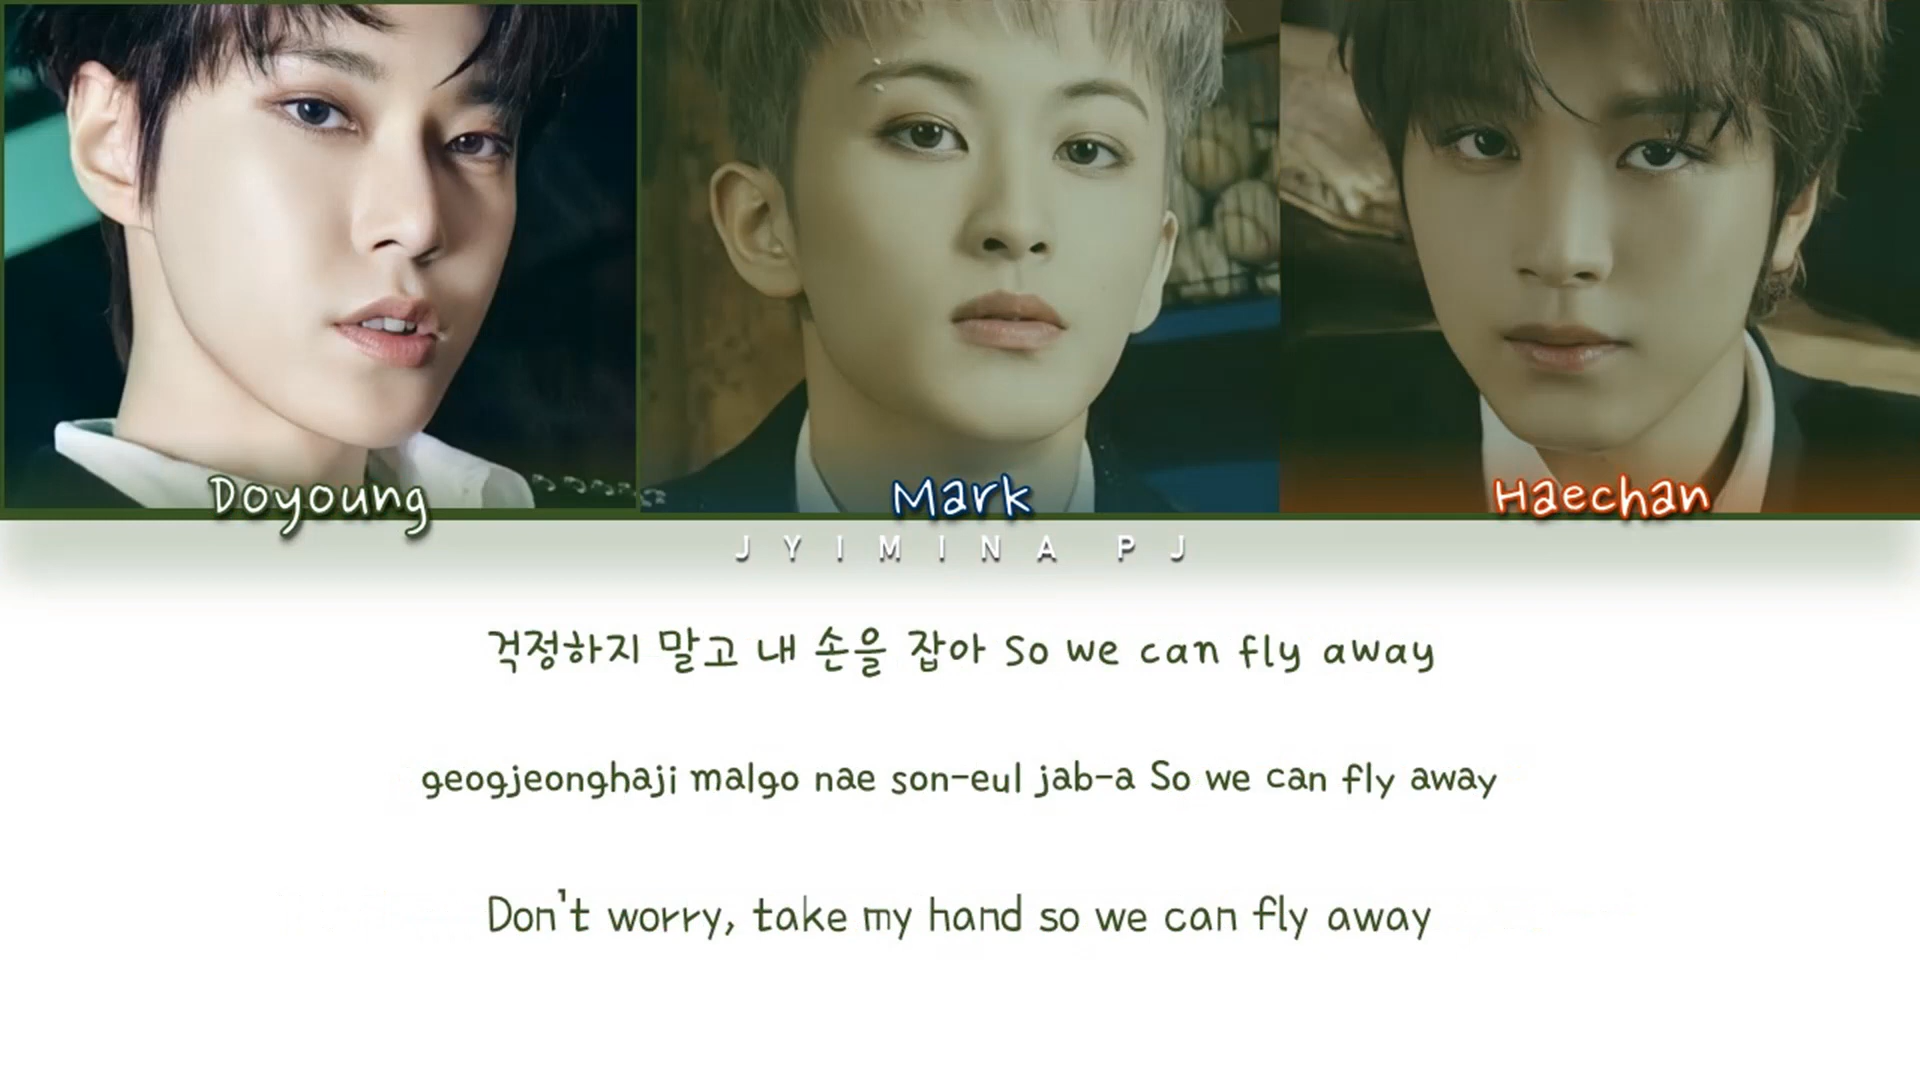 Doyoung
Mark
Haechan
JYIMINA PJ
걱정하지 말고 내 손을 잡아 So we can fly away
geogjeonghaji malgo nae son-eul jab-a So we can fly away
Don't worry, take my hand so we can fly away